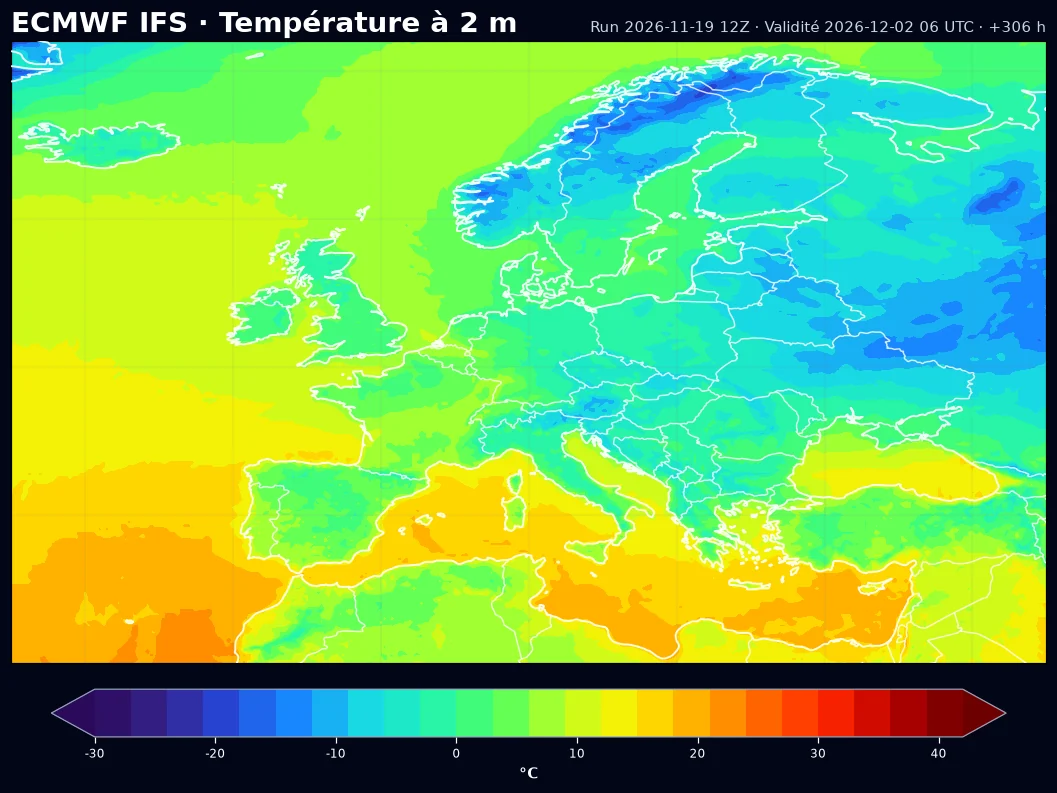 ECMWF IFS · Température à 2 m
Run 2026-11-19 12Z · Validité 2026-12-02 06 UTC · +306 h
-30 -20 -10 0 10 20 30 40
°C